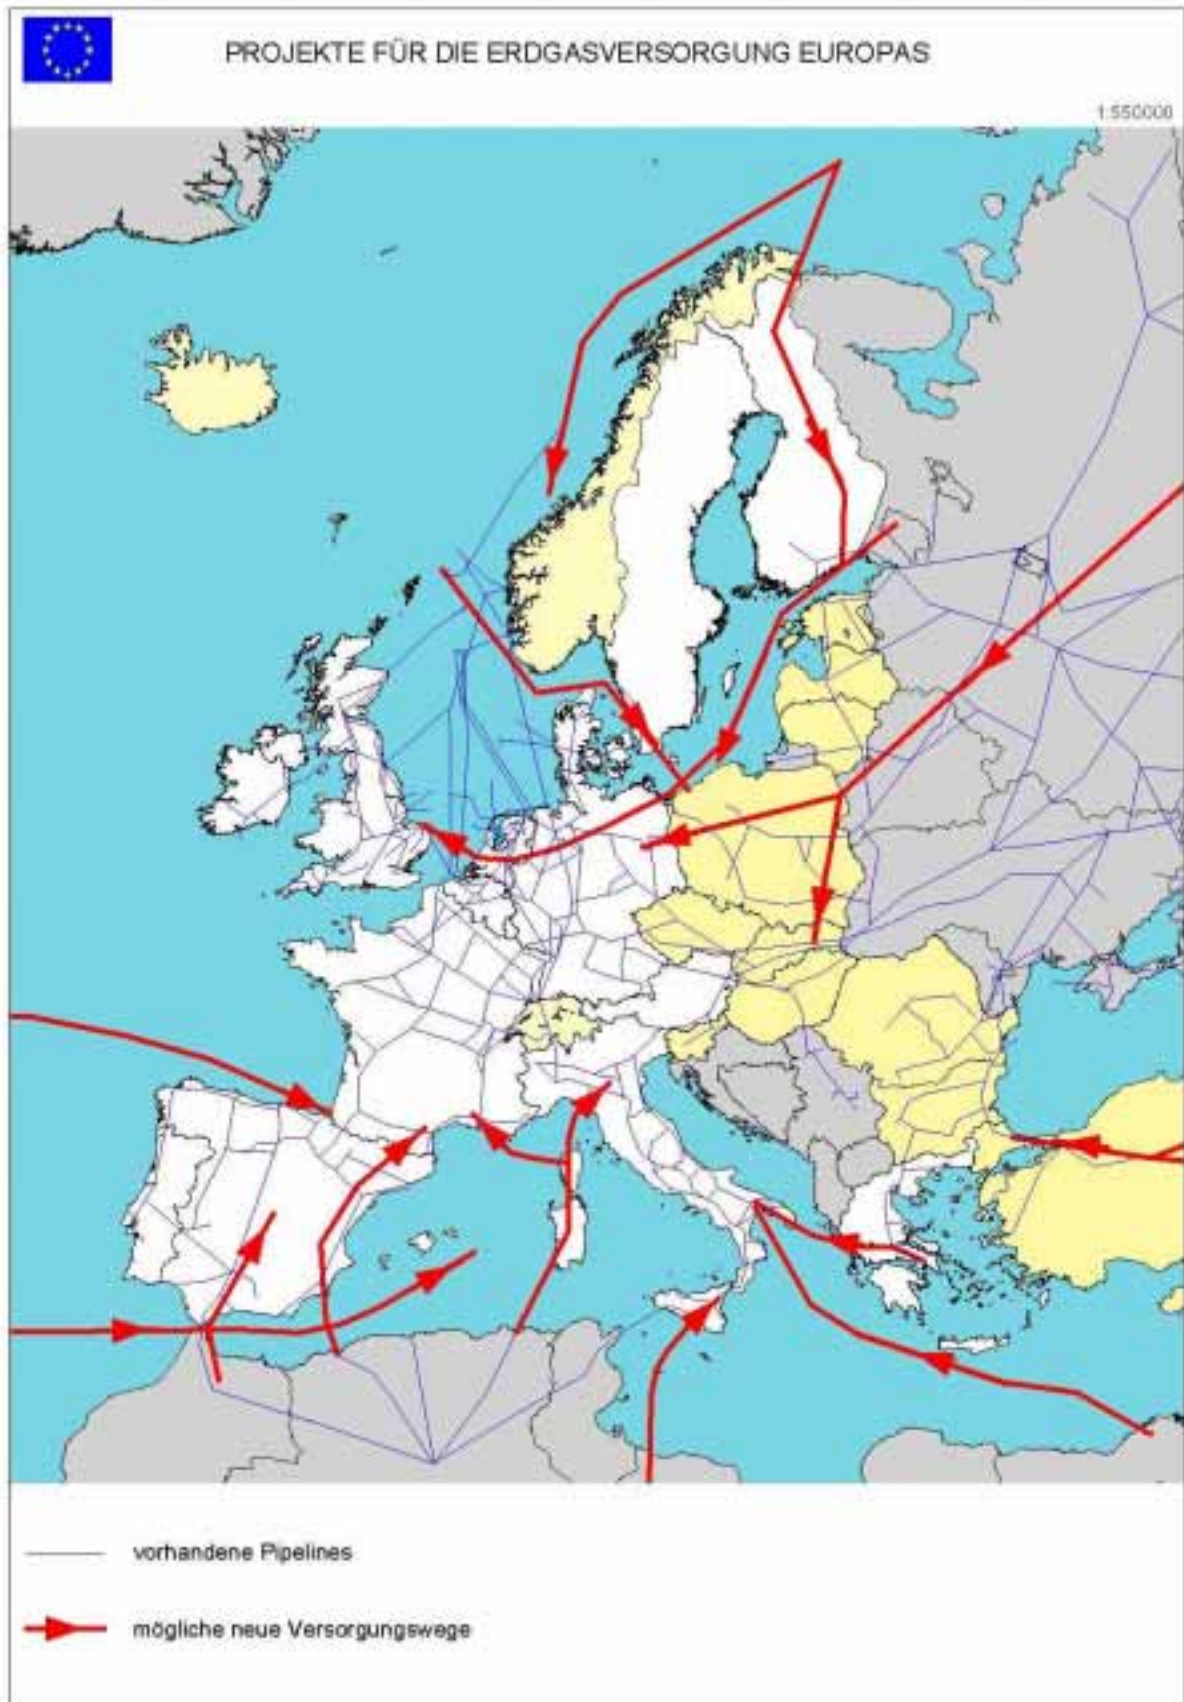 PROJEKTE FÜR DIE ERDGASVERSORGUNG EUROPAS
1:550000
vorhandene Pipelines
mögliche neue Versorgungswege